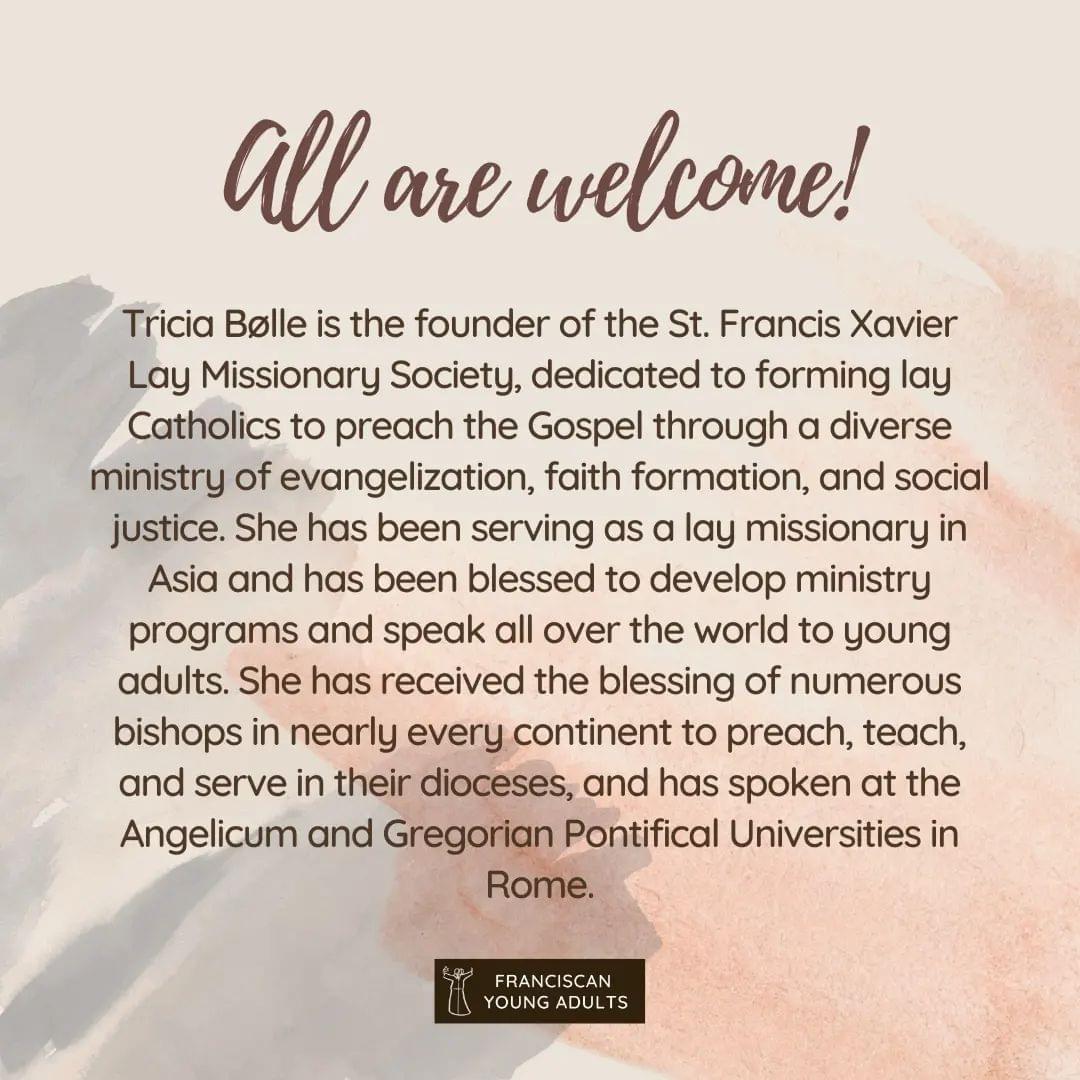 All are welcome!
Tricia Bølle is the founder of the St. Francis Xavier
Lay Missionary Society, dedicated to forming lay
Catholics to preach the Gospel through a diverse
ministry of evangelization, faith formation, and social
justice. She has been serving as a lay missionary in
Asia and has been blessed to develop ministry
programs and speak all over the world to young
adults. She has received the blessing of numerous
bishops in nearly every continent to preach, teach,
and serve in their dioceses, and has spoken at the
Angelicum and Gregorian Pontifical Universities in
Rome.
FRANCISCAN
YOUNG ADULTS